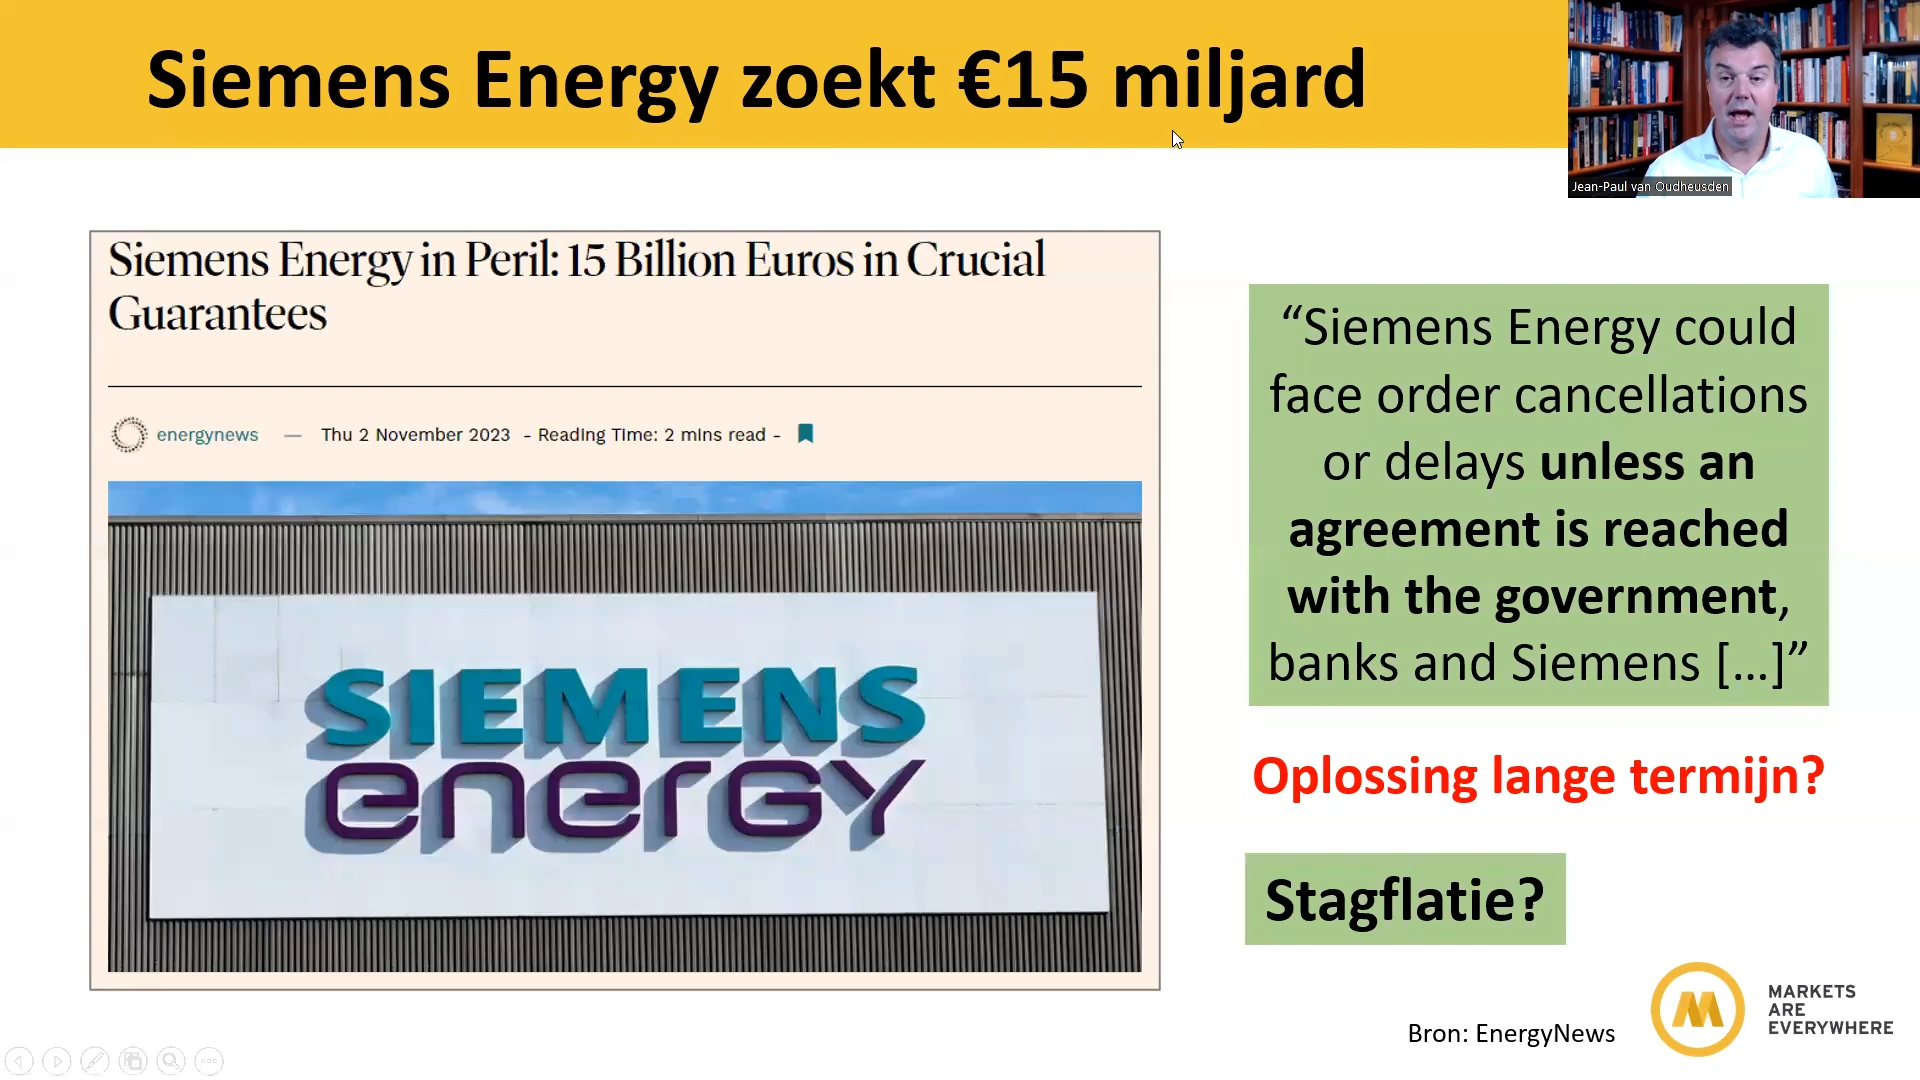 Siemens Energy zoekt €15 miljard
Jean-Paul van Oudheusden
Siemens Energy in Peril: 15 Billion Euros in Crucial
Guarantees
energynews — Thu 2 November 2023 - Reading Time: 2 mins read -
SIEMENS
energy
“Siemens Energy could
face order cancellations
or delays unless an
agreement is reached
with the government,
banks and Siemens [...]”
Oplossing lange termijn?
Stagflatie?
Bron: EnergyNews
MARKETS
ARE
EVERYWHERE